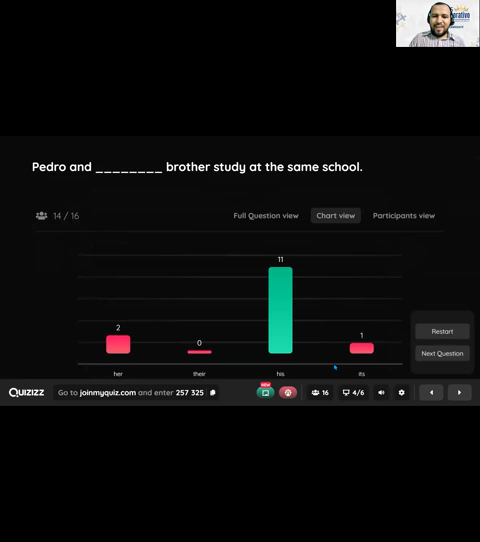 orativo
Pedro and ________ brother study at the same school.
14 / 16
Full Question view
Chart view
Participants view
2
0
11
1
her
their
his
its
Restart
Next Question
QUIZIZZ
Go to joinmyquiz.com and enter 257 325
NEW
16
4/6